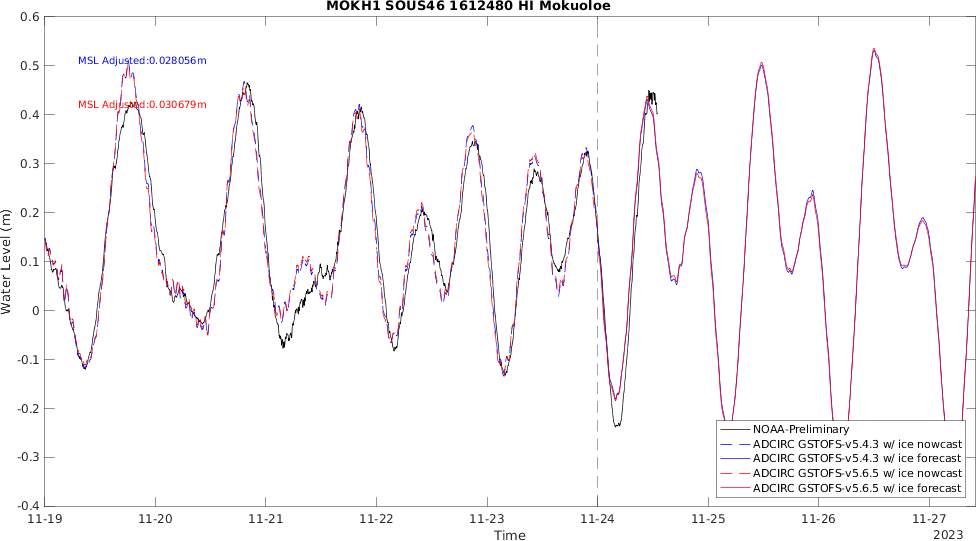 MOKH1 SOUS46 1612480 HI Mokuoloe
MSL Adjusted:0.028056m
MSL Adjusted:0.030679m
Water Level (m)
0.6
0.5
0.4
0.3
0.2
0.1
0
-0.1
-0.2
-0.3
-0.4
NOAA-Preliminary
ADCIRC GSTOFS-v5.4.3 w/ ice nowcast
ADCIRC GSTOFS-v5.4.3 w/ ice forecast
ADCIRC GSTOFS-v5.6.5 w/ ice nowcast
ADCIRC GSTOFS-v5.6.5 w/ ice forecast
11-19 11-20 11-21 11-22 11-23 11-24 11-25 11-26 11-27
Time
2023